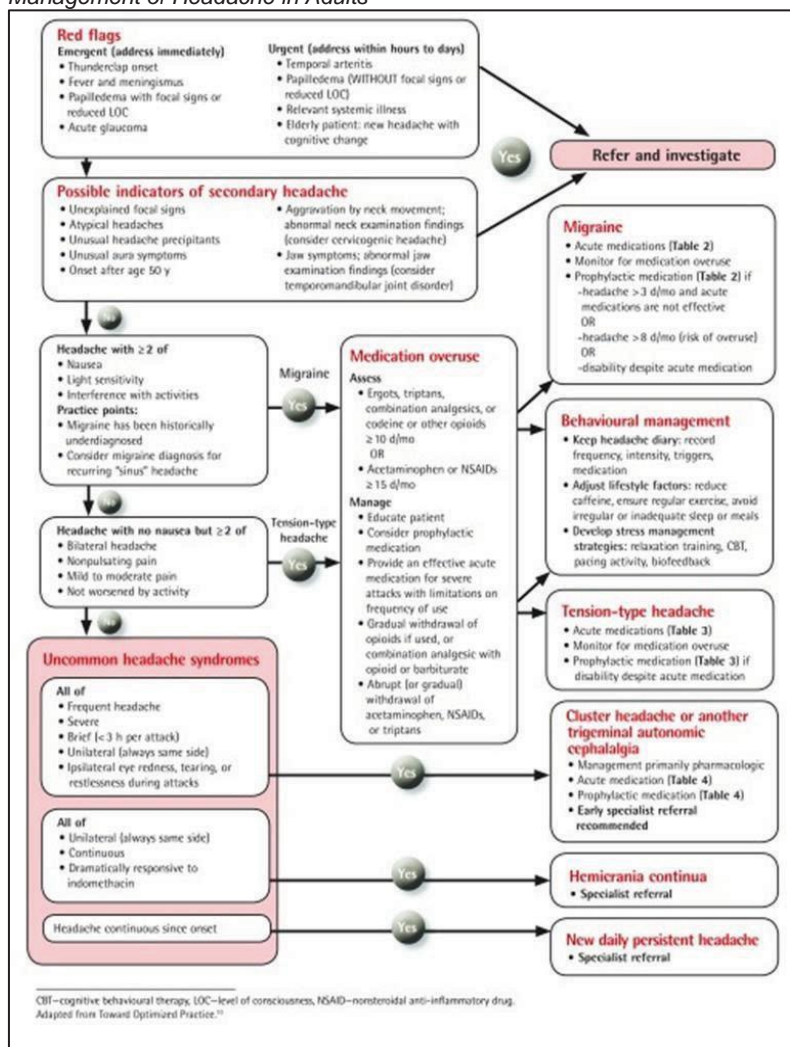 Management of Headache in Adults
Red flags
Emergent (address immediately)
• Thunderclap onset
• Fever and meningismus
• Papilledema with focal signs or
reduced LOC
• Acute glaucoma
Urgent (address within hours to days)
• Temporal arteritis
• Papilledema (WITHOUT focal signs or
reduced LOC)
• Relevant systemic illness
• Elderly patient: new headache with
cognitive change
Yes
Refer and investigate
Possible indicators of secondary headache
• Unexplained focal signs
• Atypical headaches
• Unusual headache precipitants
• Unusual aura symptoms
• Onset after age 50 y
• Aggravation by neck movement;
abnormal neck examination findings
(consider cervicogenic headache)
• Jaw symptoms; abnormal jaw
examination findings (consider
temporomandibular joint disorder)
No
Headache with ≥2 of
• Nausea
• Light sensitivity
• Interference with activities
Practice points:
• Migraine has been historically
underdiagnosed
• Consider migraine diagnosis for
recurring "sinus" headache
Migraine
Yes
No
Headache with no nausea but ≥2 of
• Bilateral headache
• Nonpulsating pain
• Mild to moderate pain
• Not worsened by activity
Tension-type
headache
Yes
No
Medication overuse
Assess
• Ergots, triptans,
combination analgesics, or
codeine or other opioids
≥10 d/mo
OR
• Acetaminophen or NSAIDs
≥15 d/mo
Manage
• Educate patient
• Consider prophylactic
medication
• Provide an effective acute
medication for severe
attacks with limitations on
frequency of use
• Gradual withdrawal of
opioids if used, or
combination analgesic with
opioid or barbiturate
• Abrupt (or gradual)
withdrawal of
acetaminophen, NSAIDs,
or triptans
Migraine
• Acute medications (Table 2)
• Monitor for medication overuse
• Prophylactic medication (Table 2) if
-headache >3 d/mo and acute
medications are not effective
OR
-headache >8 d/mo (risk of overuse)
OR
-disability despite acute medication
Behavioural management
• Keep headache diary: record
frequency, intensity, triggers,
medication
• Adjust lifestyle factors: reduce
caffeine, ensure regular exercise, avoid
irregular or inadequate sleep or meals
• Develop stress management
strategies: relaxation training, CBT,
pacing activity, biofeedback
Tension-type headache
• Acute medications (Table 3)
• Monitor for medication overuse
• Prophylactic medication (Table 3) if
disability despite acute medication
Uncommon headache syndromes
All of
• Frequent headache
• Severe
• Brief (<3 h per attack)
• Unilateral (always same side)
• Ipsilateral eye redness, tearing, or
restlessness during attacks
Yes
Cluster headache or another
trigeminal autonomic
cephalalgia
• Management primarily pharmacologic
• Acute medication (Table 4)
• Prophylactic medication (Table 4)
• Early specialist referral
recommended
All of
• Unilateral (always same side)
• Continuous
• Dramatically responsive to
indomethacin
Yes
Hemicrania continua
• Specialist referral
Headache continuous since onset
Yes
New daily persistent headache
• Specialist referral
CBT—cognitive behavioural therapy, LOC—level of consciousness, NSAID—nonsteroidal anti-inflammatory drug.
Adapted from Toward Optimized Practice.